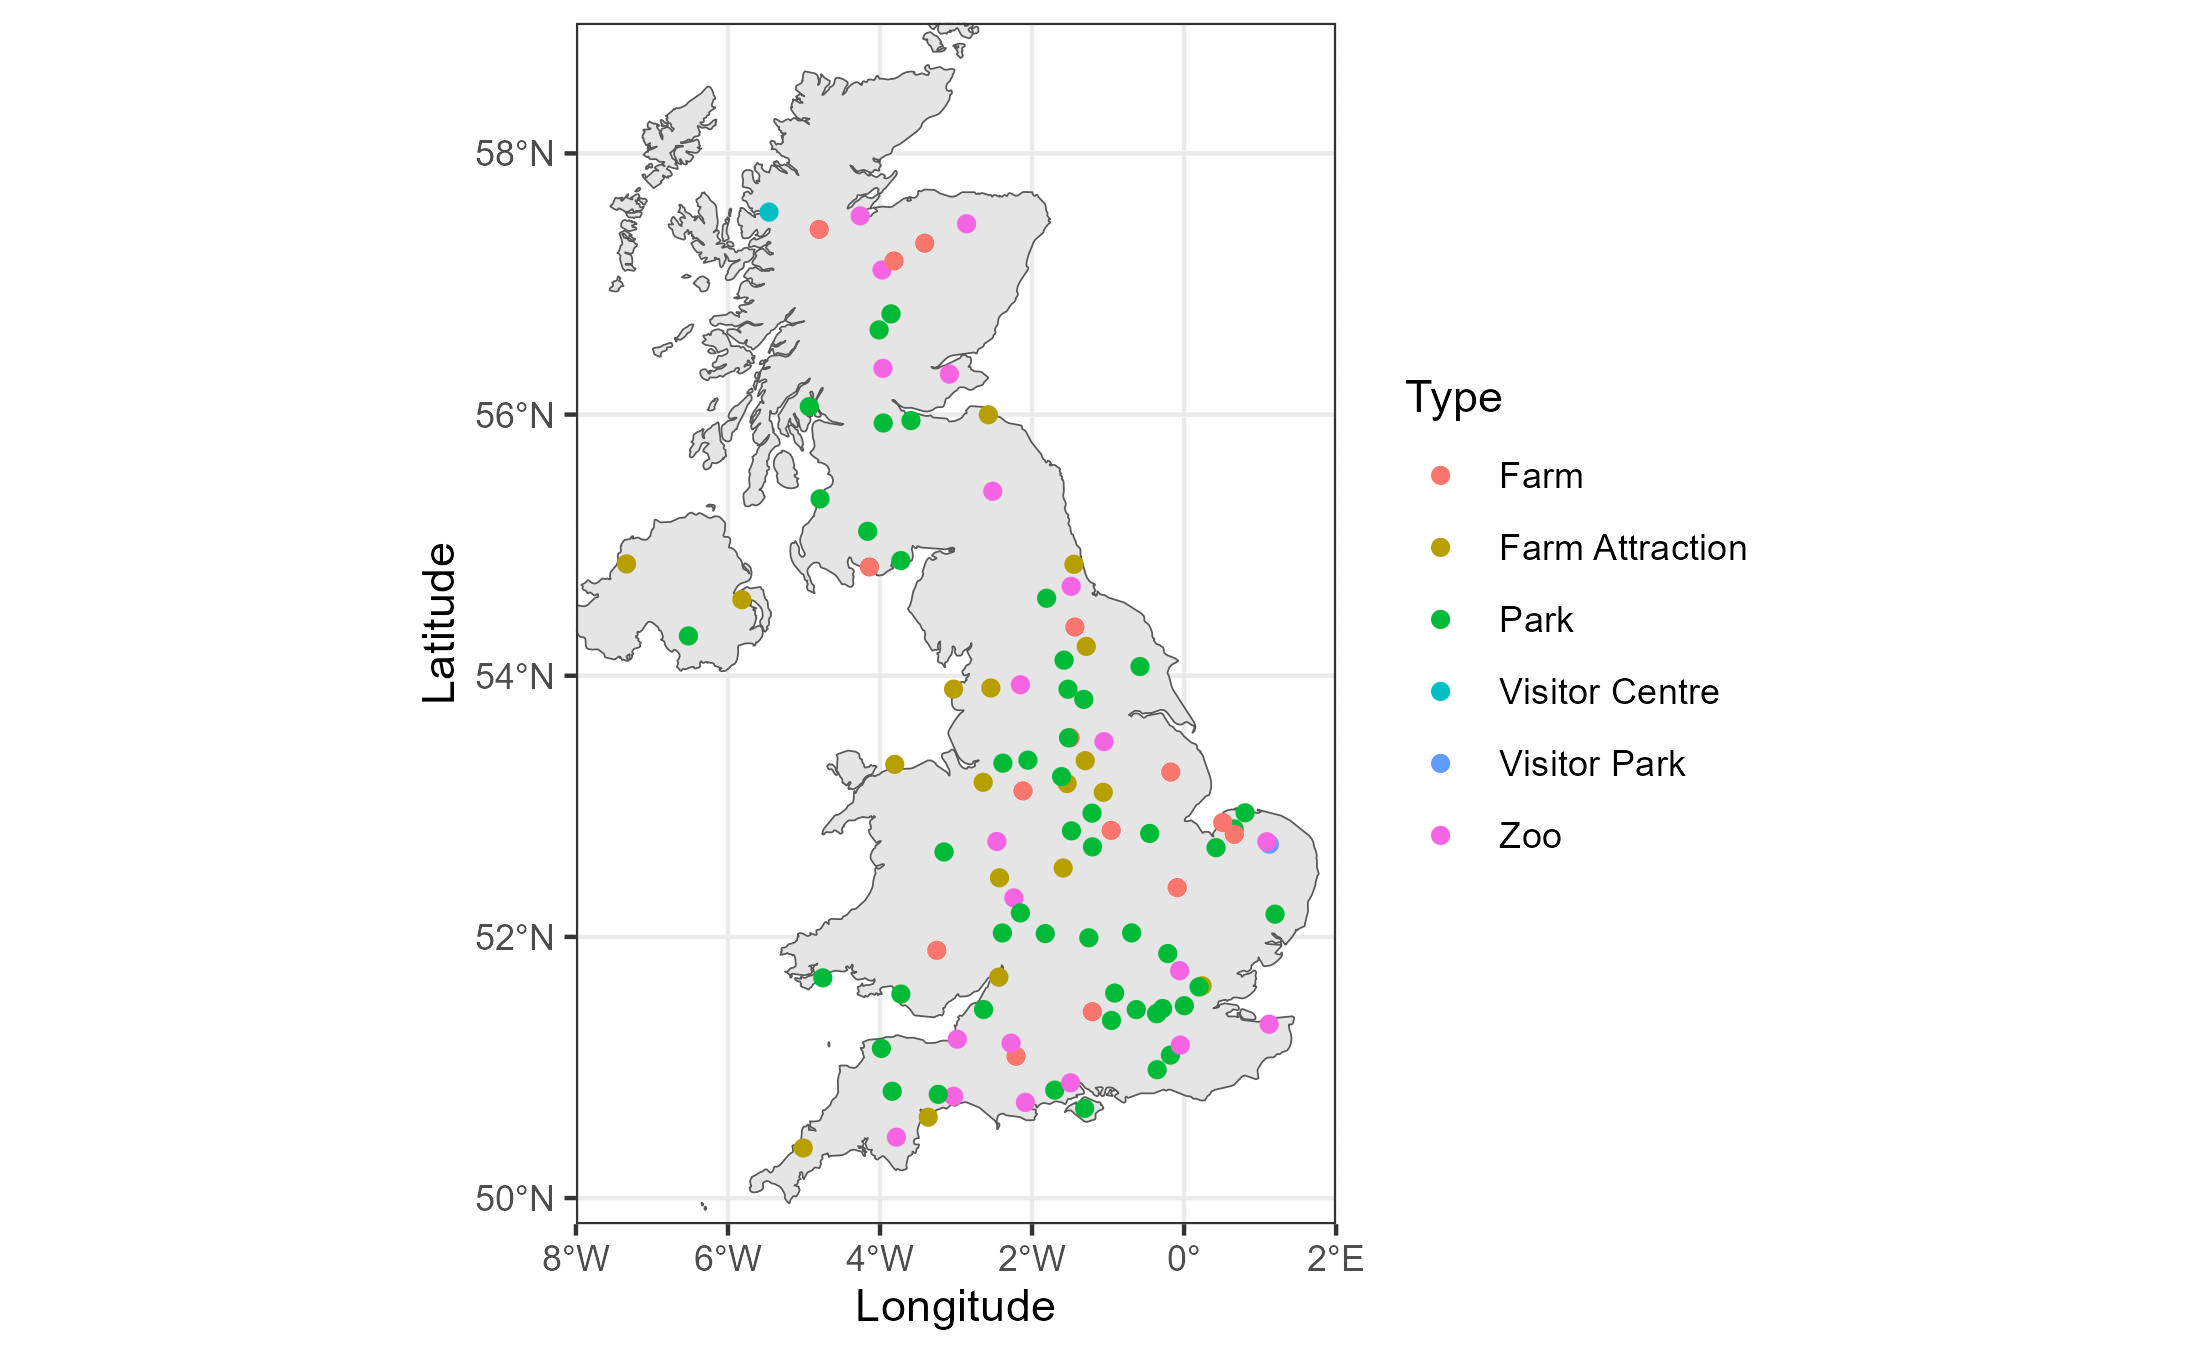 58°N
56°N
54°N
52°N
50°N
8°W 6°W 4°W 2°W 0° 2°E
Longitude
Latitude
Type
Farm
Farm Attraction
Park
Visitor Centre
Visitor Park
Zoo